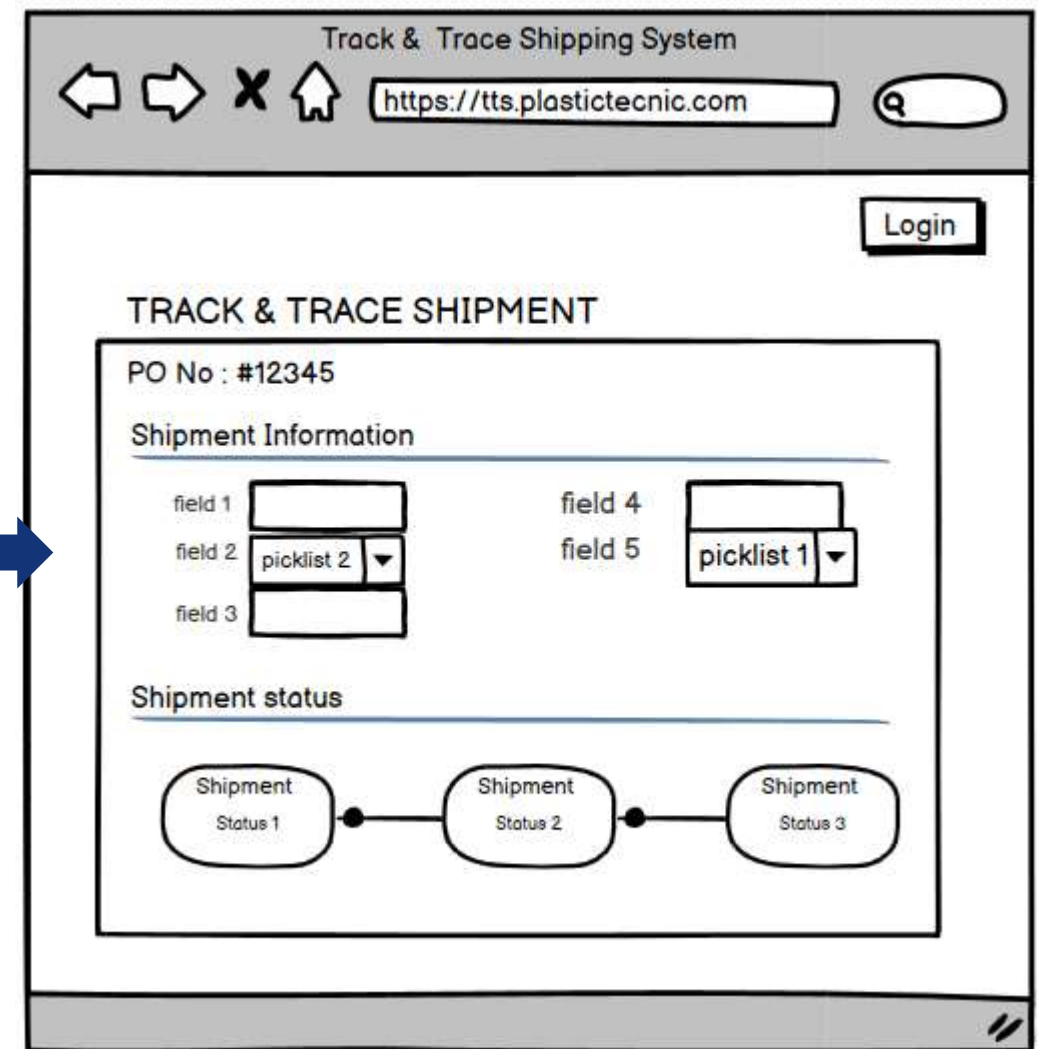 Track & Trace Shipping System
https://tts.plastictecnic.com
Login
TRACK & TRACE SHIPMENT
PO No : #12345
Shipment Information
field 1
field 4
field 2 picklist 2
field 5 picklist 1
field 3
Shipment status
Shipment
Status 1
Shipment
Status 2
Shipment
Status 3